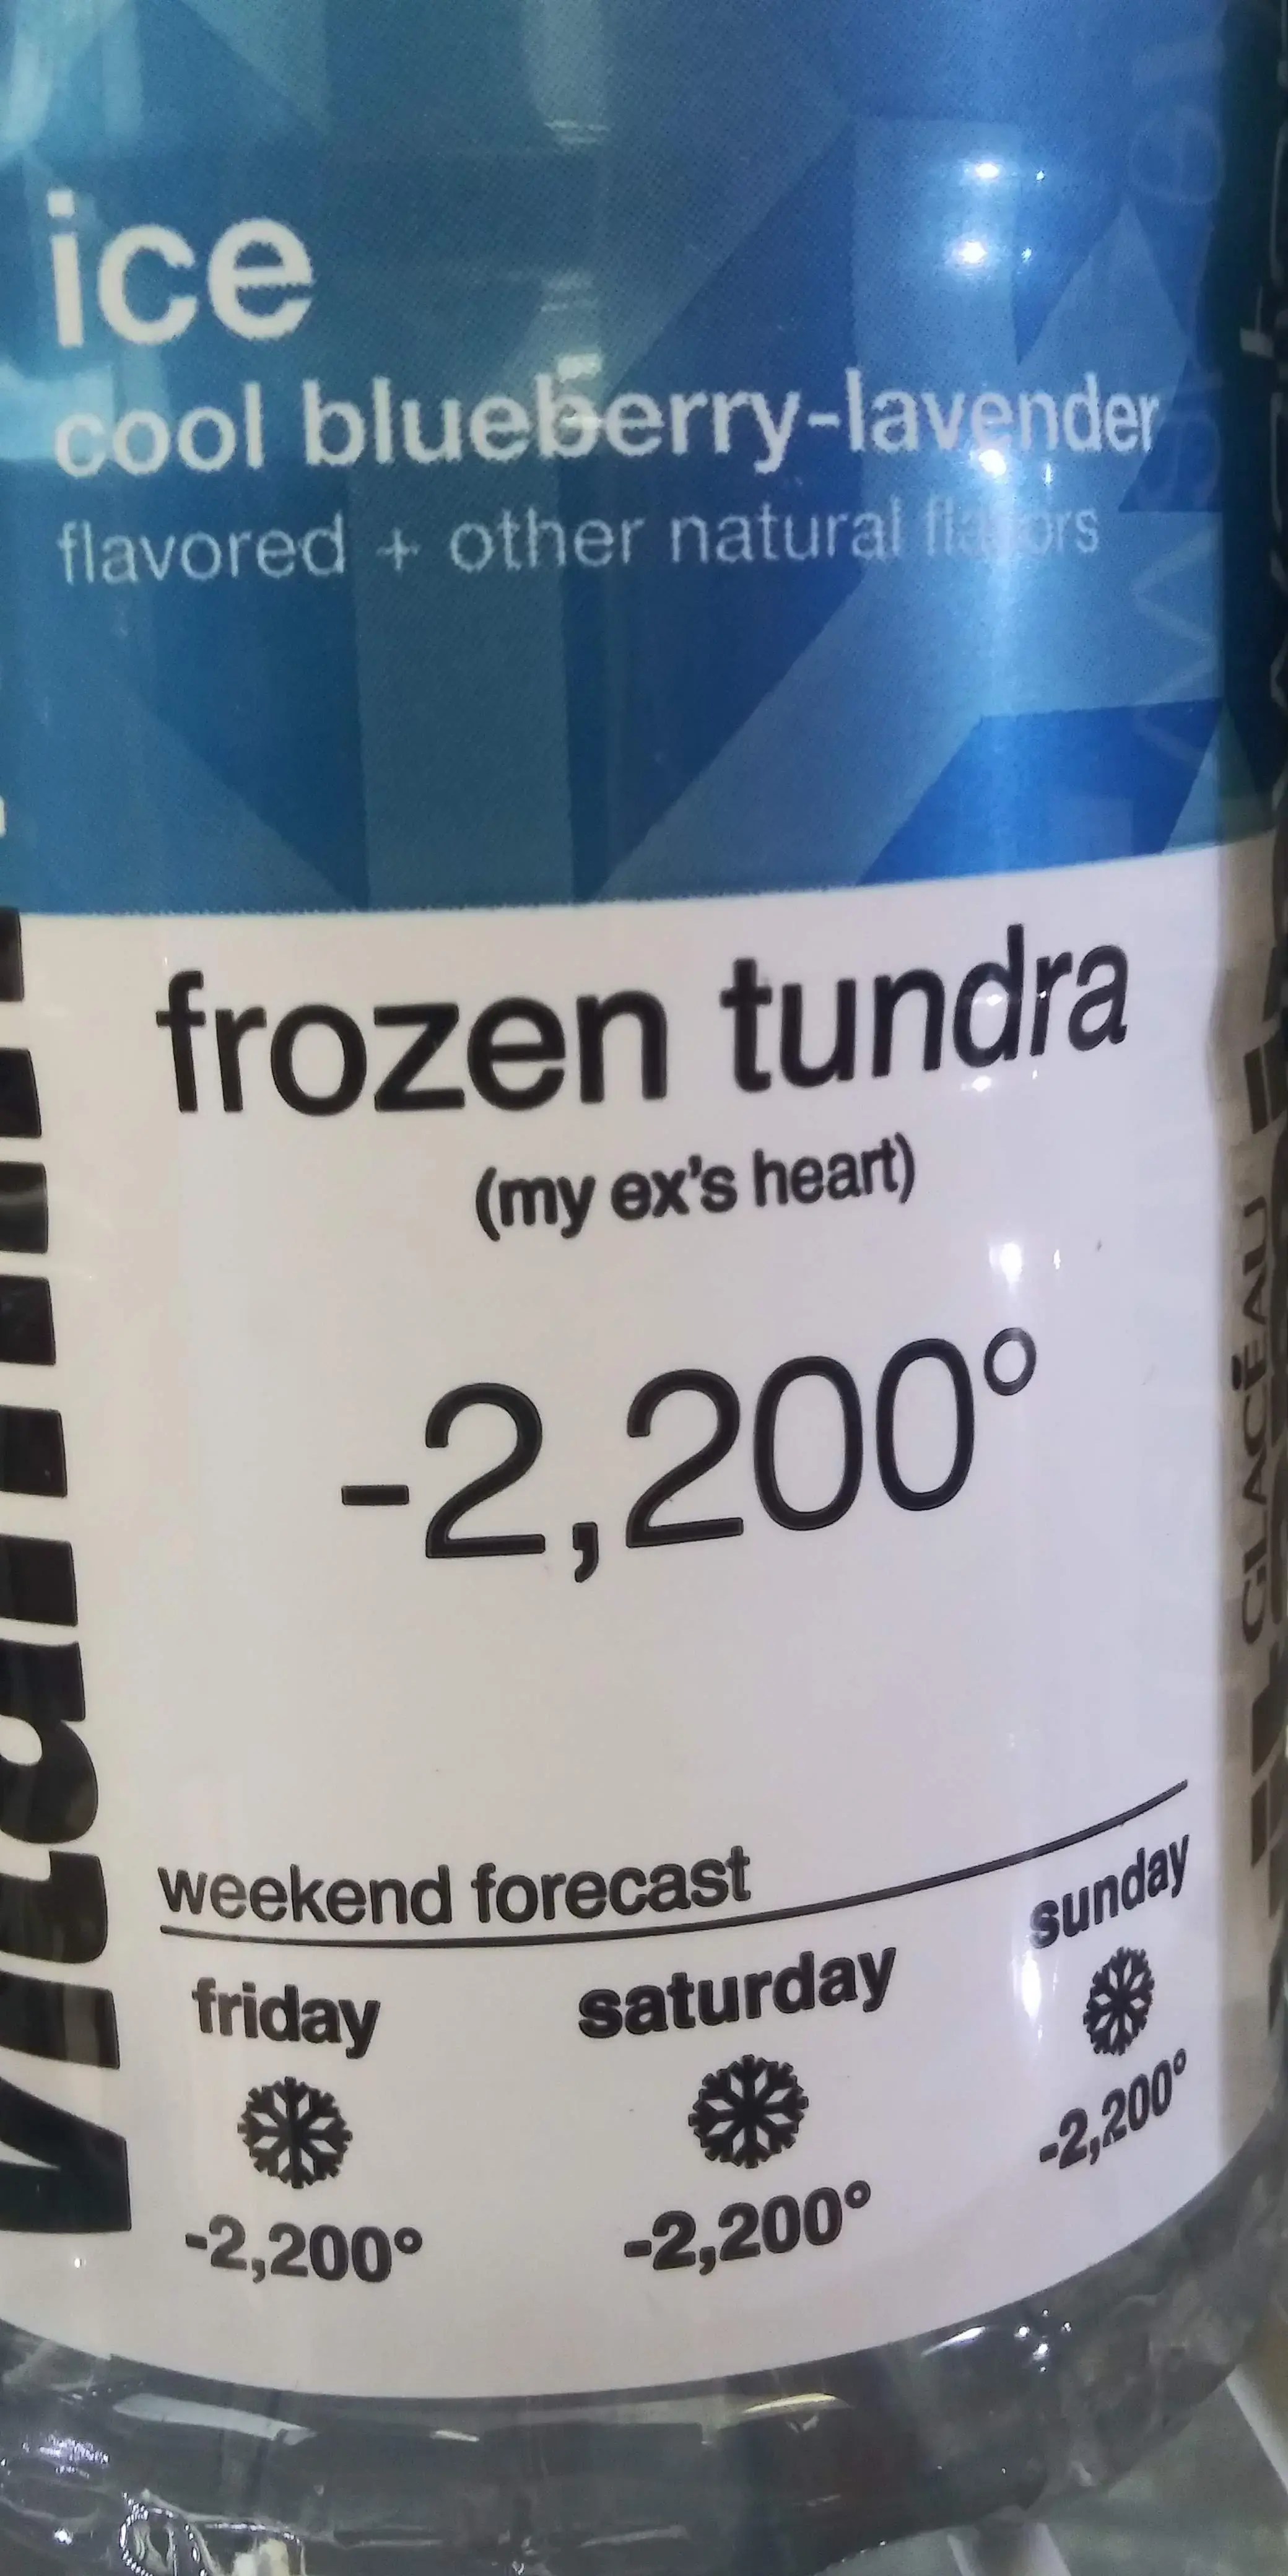 ice
cool blueberry-lavender
flavored + other natural flavors
frozen tundra
(my ex's heart)
-2,200°
weekend forecast
friday
saturday
sunday
-2,200°
-2,200°
-2,200°
GLACÉAU